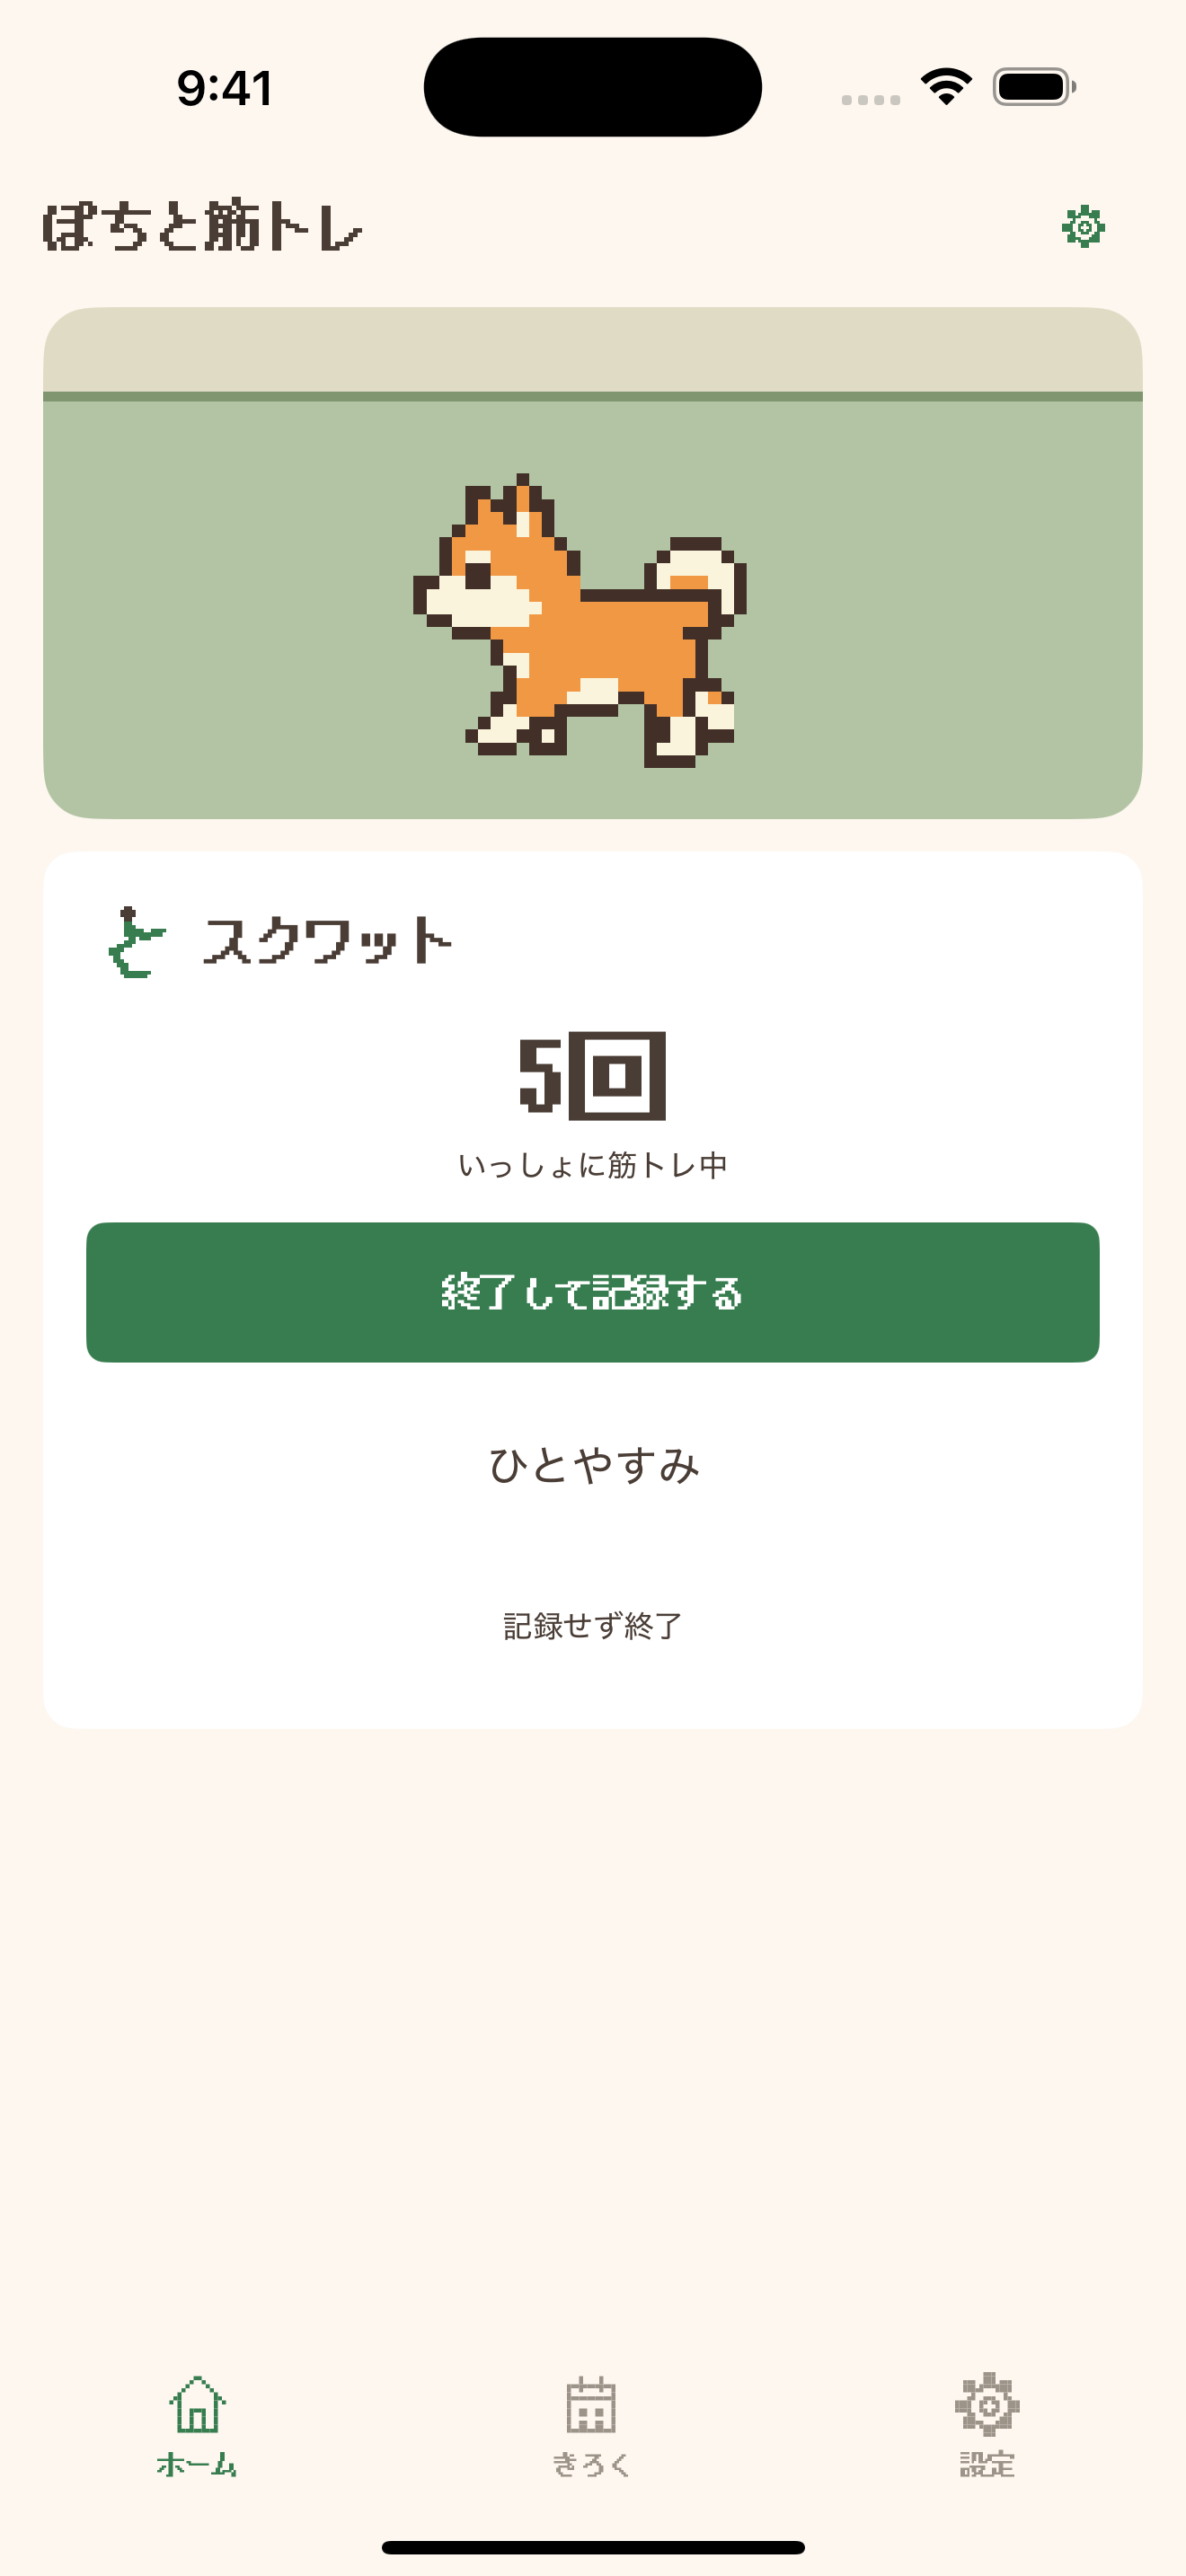 9:41
ぽちと筋トレ
スクワット
5回
いっしょに筋トレ中
終了して記録する
ひとやすみ
記録せず終了
ホーム
きろく
設定